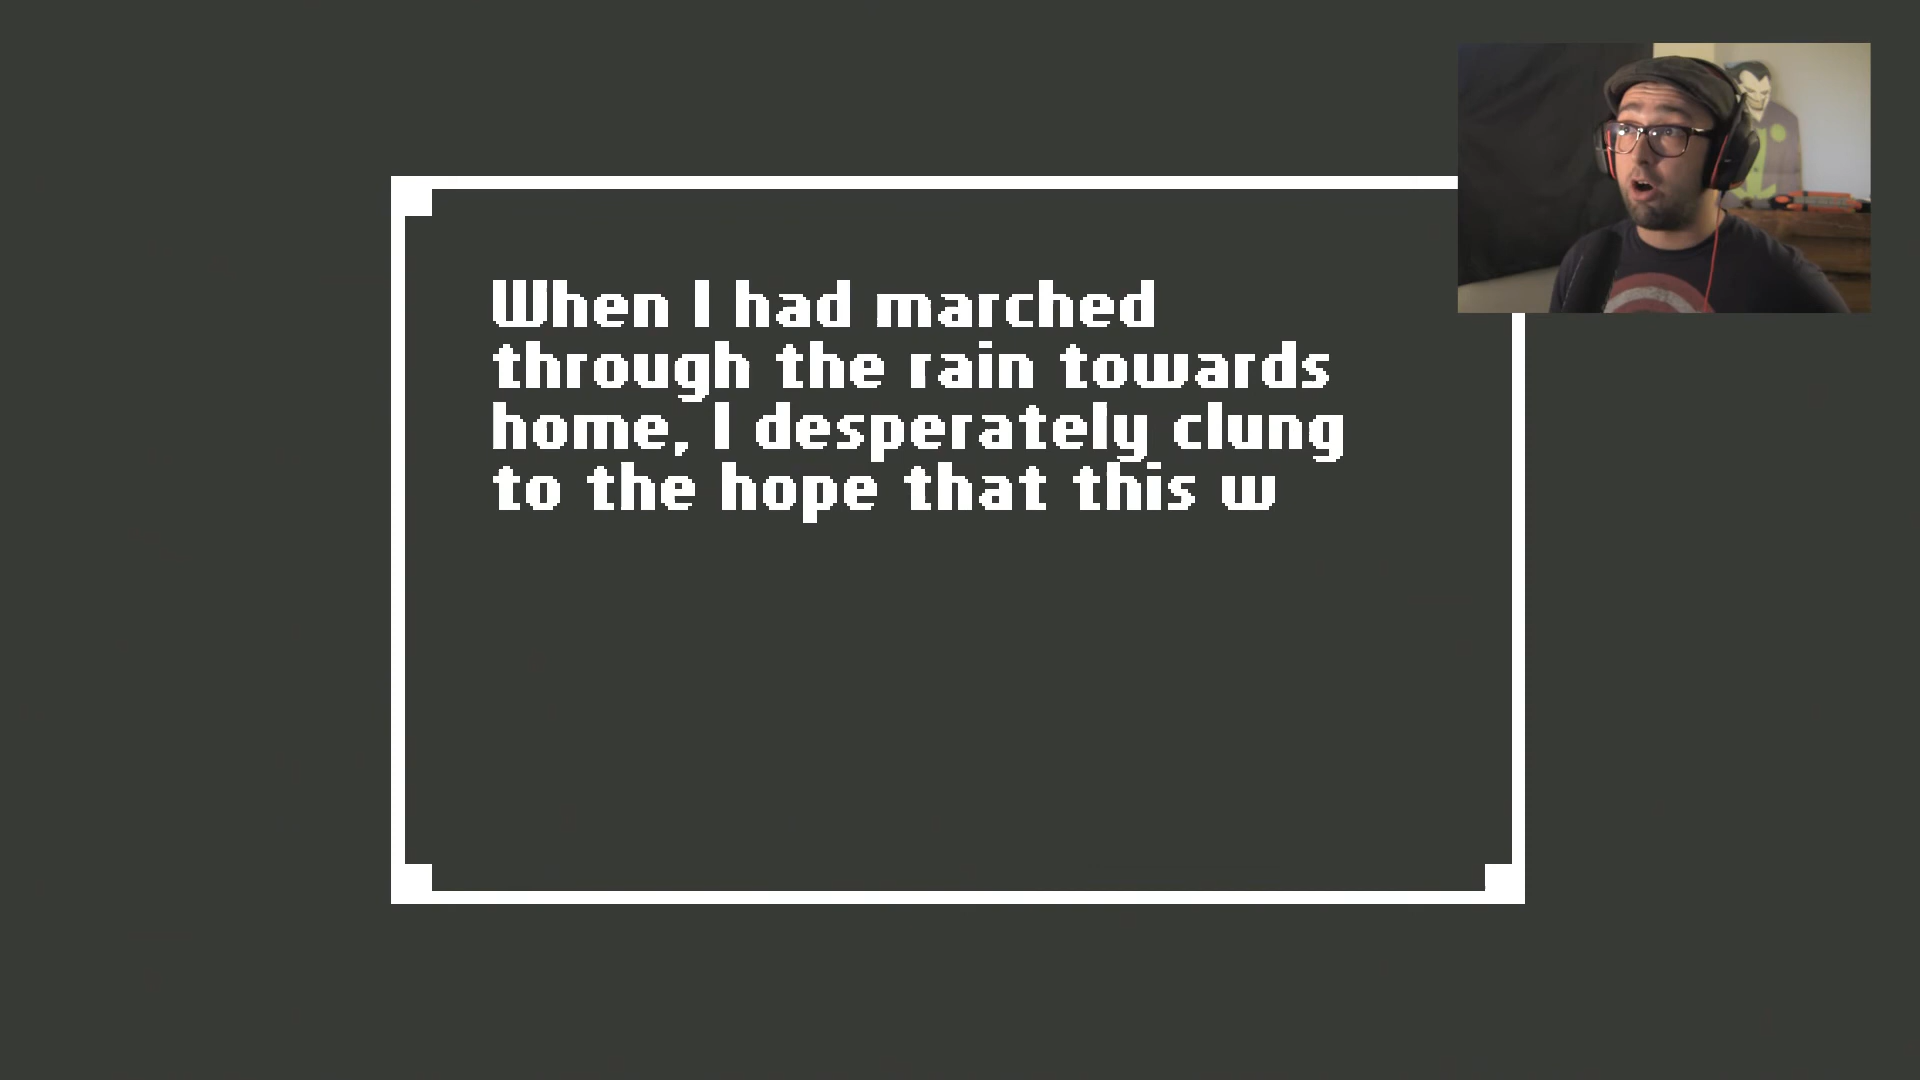 When I had marched
through the rain towards
home, I desperately clung
to the hope that this w